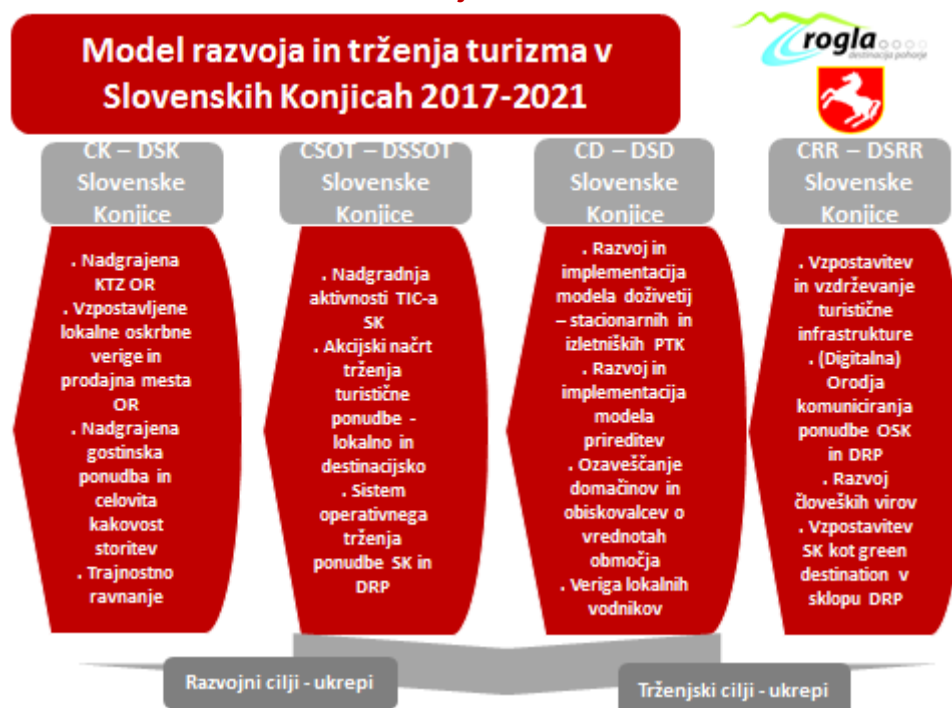 Model razvoja in trženja turizma v
Slovenskih Konjicah 2017-2021
rogla
destinacija pohorje
CK – DSK
Slovenske
Konjice
. Nadgrajena
KTZ OR
. Vzpostavljene
lokalne oskrbne
verige in
prodajna mesta
OR
. Nadgrajena
gostinska
ponudba in
celovita
kakovost
storitev
. Trajnostno
ravnanje
CSOT – DSSOT
Slovenske
Konjice
. Nadgradnja
aktivnosti TIC-a
SK
. Akcijski načrt
trženja
turistične
ponudbe -
lokalno in
destinacijsko
. Sistem
operativnega
trženja
ponudbe SK in
DRP
CD – DSD
Slovenske
Konjice
. Razvoj in
implementacija
modela doživetij
– stacionarnih in
izletniških PTK
. Razvoj in
implementacija
modela
prireditev
. Ozaveščanje
domačinov in
obiskovalcev o
vrednotah
območja
. Veriga lokalnih
vodnikov
CRR – DSRR
Slovenske
Konjice
. Vzpostavitev
in vzdrževanje
turistične
infrastrukture
. (Digitalna)
Orodja
komuniciranja
ponudbe OSK
in DRP
. Razvoj
človeških virov
. Vzpostavitev
SK kot green
destination v
sklopu DRP
Razvojni cilji - ukrepi
Trženjski cilji - ukrepi